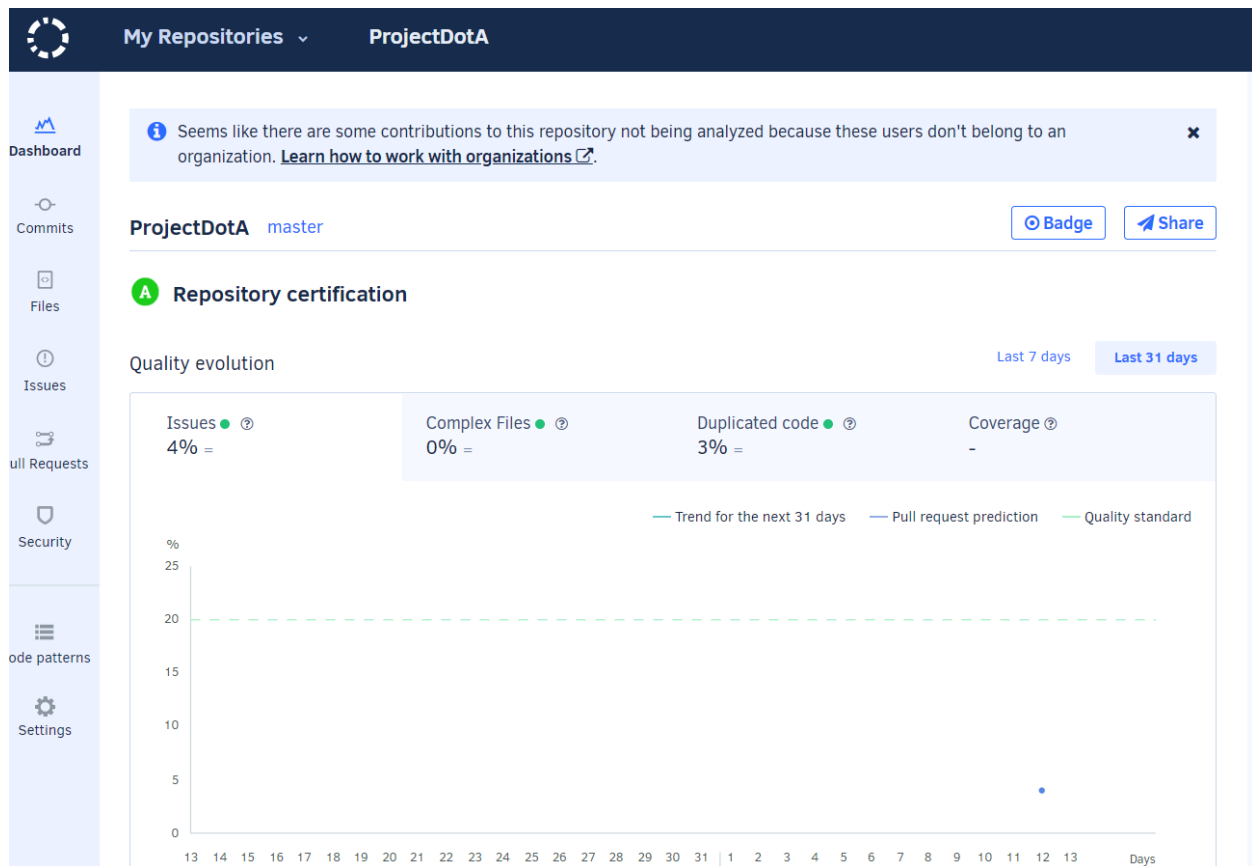 My Repositories
ProjectDotA
Dashboard
Commits
Files
Issues
ull Requests
Security
ode patterns
Settings
Seems like there are some contributions to this repository not being analyzed because these users don't belong to an
organization. Learn how to work with organizations.
ProjectDotA master
Badge
Share
A Repository certification
Quality evolution
Last 7 days
Last 31 days
Issues
4% =
Complex Files
0% =
Duplicated code
3% =
Coverage
-
Trend for the next 31 days
Pull request prediction
Quality standard
%
25
20
15
10
5
0
13 14 15 16 17 18 19 20 21 22 23 24 25 26 27 28 29 30 31 1 2 3 4 5 6 7 8 9 10 11 12 13 Days